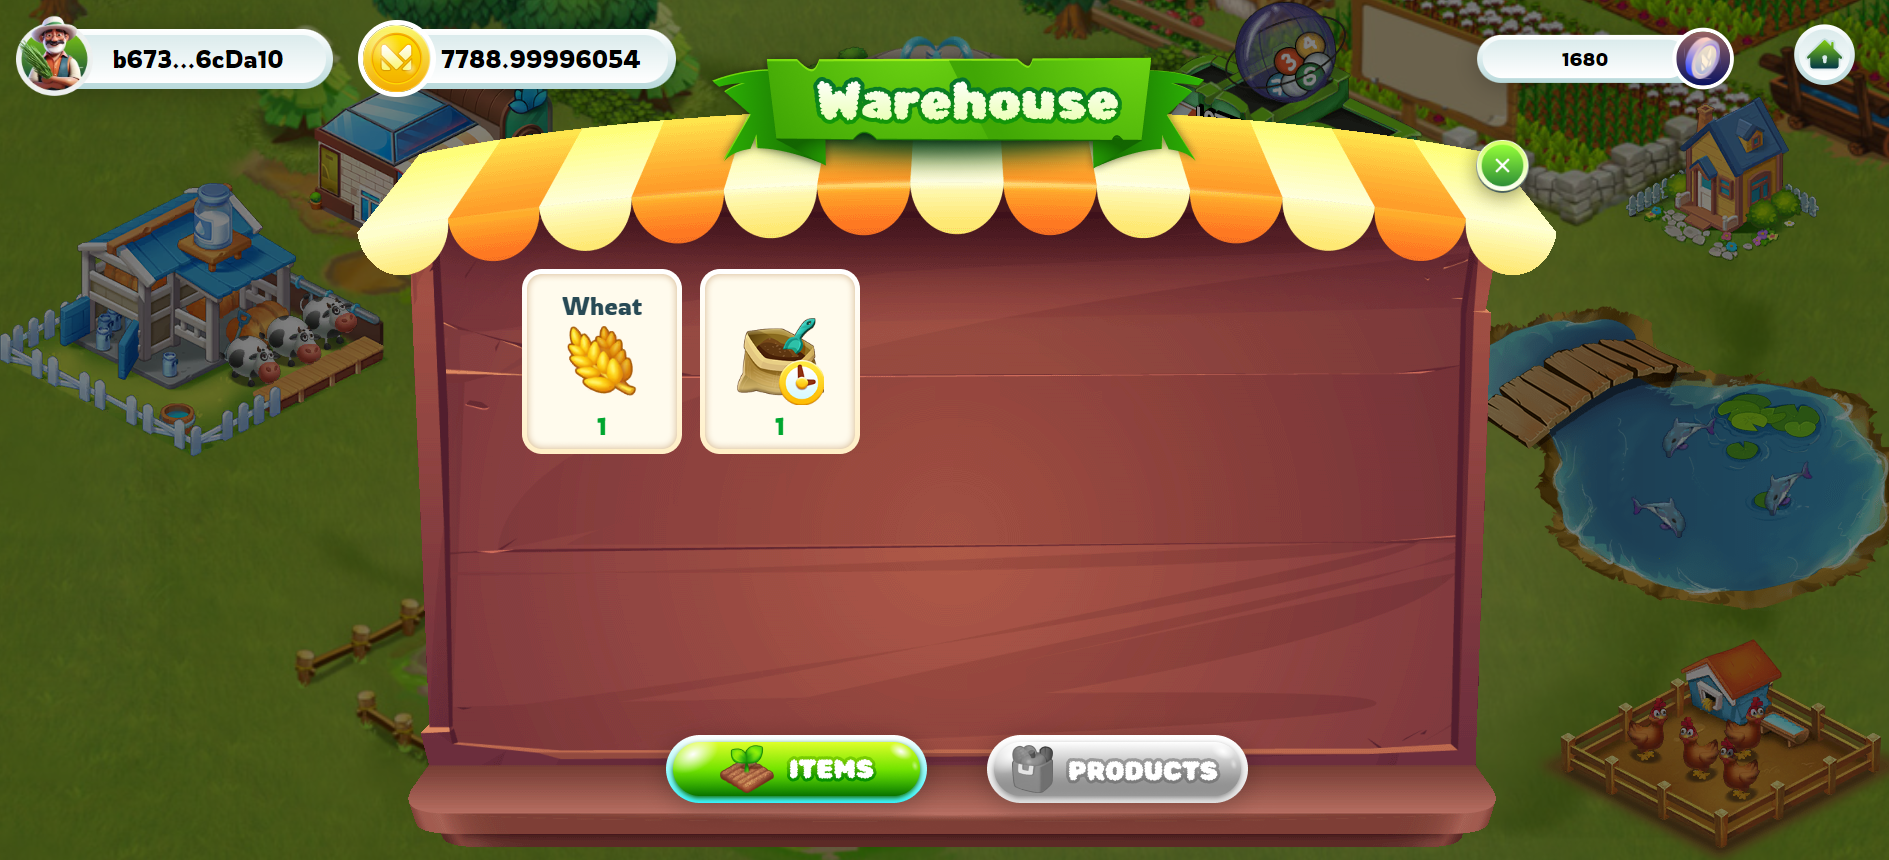 b673...6cDa10
7788.99996054
1680
Warehouse
Wheat
1
1
ITEMS
PRODUCTS